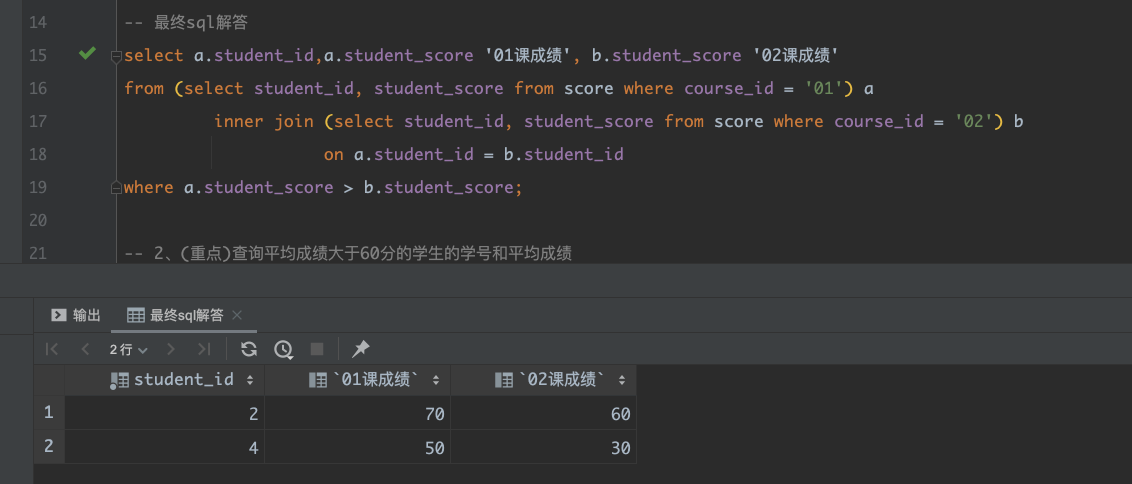 14 -- 最终sql解答
15 select a.student_id,a.student_score '01课成绩', b.student_score '02课成绩'
16 from (select student_id, student_score from score where course_id = '01') a
17 inner join (select student_id, student_score from score where course_id = '02') b
18 on a.student_id = b.student_id
19 where a.student_score > b.student_score;
20
21 -- 2、(重点)查询平均成绩大于60分的学生的学号和平均成绩
输出 最终sql解答
2 行
student_id `01课成绩` `02课成绩`
1 2 70 60
2 4 50 30